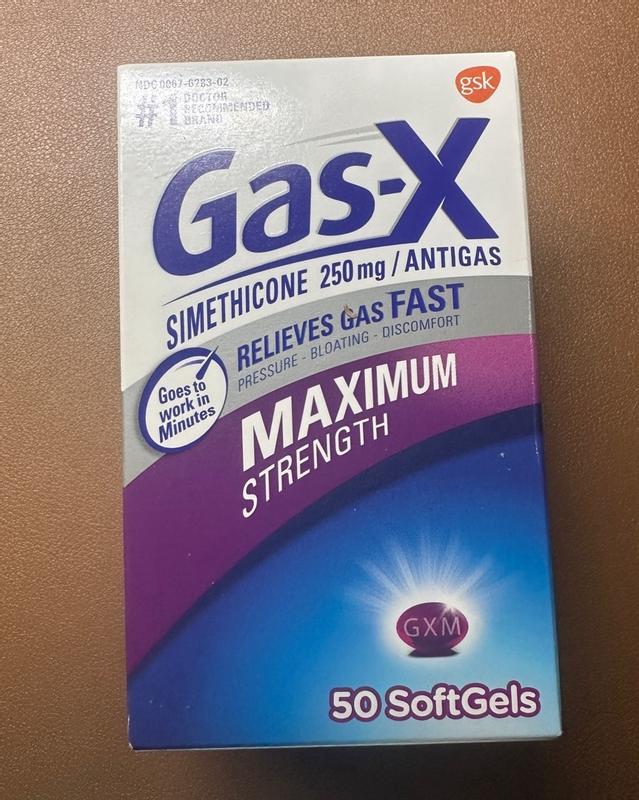 NDC 0067-6283-02
#1 DOCTOR
RECOMMENDED
BRAND
gsk
Gas-X
SIMETHICONE 250 mg / ANTIGAS
RELIEVES GAS FAST
PRESSURE - BLOATING - DISCOMFORT
Goes to
work in
Minutes
MAXIMUM
STRENGTH
GXM
50 SoftGels